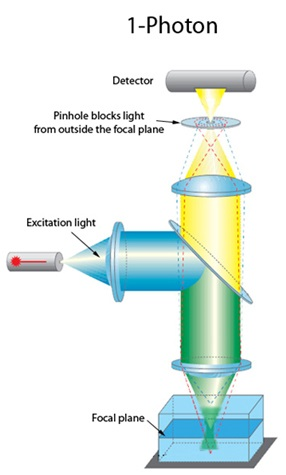 1-Photon
Detector
Pinhole blocks light
from outside the focal plane
Excitation light
Focal plane